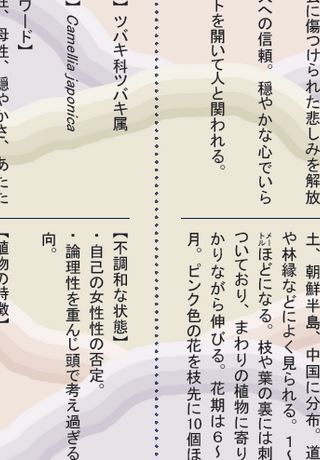 に傷つけられた悲しみを解放
への信頼。穏やかな心でいら
トを開いて人と関わる。
土、朝鮮半島、中国に分布。道
や林縁などによく見られる。1〜
メートルほどになる。枝や葉の裏には刺
ついており、まわりの植物に寄り
かりながら伸びる。花期は6〜
月。ピンク色の花を枝先に10個ほ
】ツバキ科ツバキ属
】Camellia japonica
ワード】
性、母性、穏やかさ、あたた
【不調和な状態】
・自己の女性性の否定。
・論理性を重んじ頭で考え過ぎる
向。
【植物の特徴】